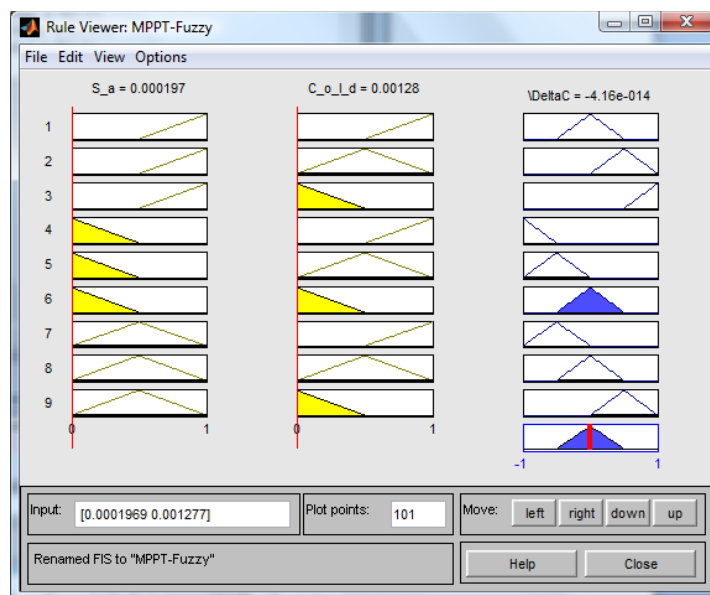 Rule Viewer: MPPT-Fuzzy
File Edit View Options
S_a = 0.000197
C_o_l_d = 0.00128
\DeltaC = -4.16e-014
1
2
3
4
5
6
7
8
9
0 1
0 1
-1 1
Input: [0.0001969 0.001277]
Plot points: 101
Move: left right down up
Renamed FIS to "MPPT-Fuzzy"
Help Close